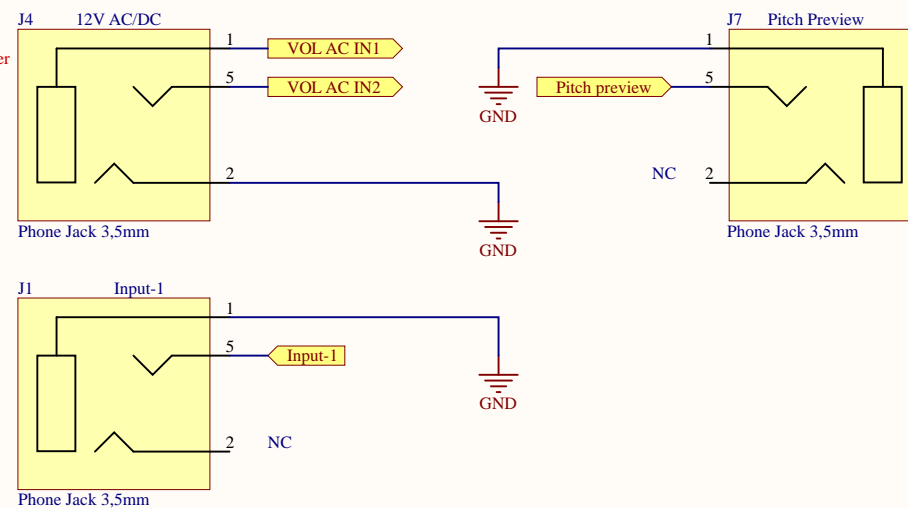 J4 12V AC/DC
er
1
VOL AC IN1
5
VOL AC IN2
2
GND
Phone Jack 3,5mm
J7 Pitch Preview
1
GND
5
Pitch preview
NC 2
Phone Jack 3,5mm
J1 Input-1
1
5
Input-1
GND
2 NC
Phone Jack 3,5mm